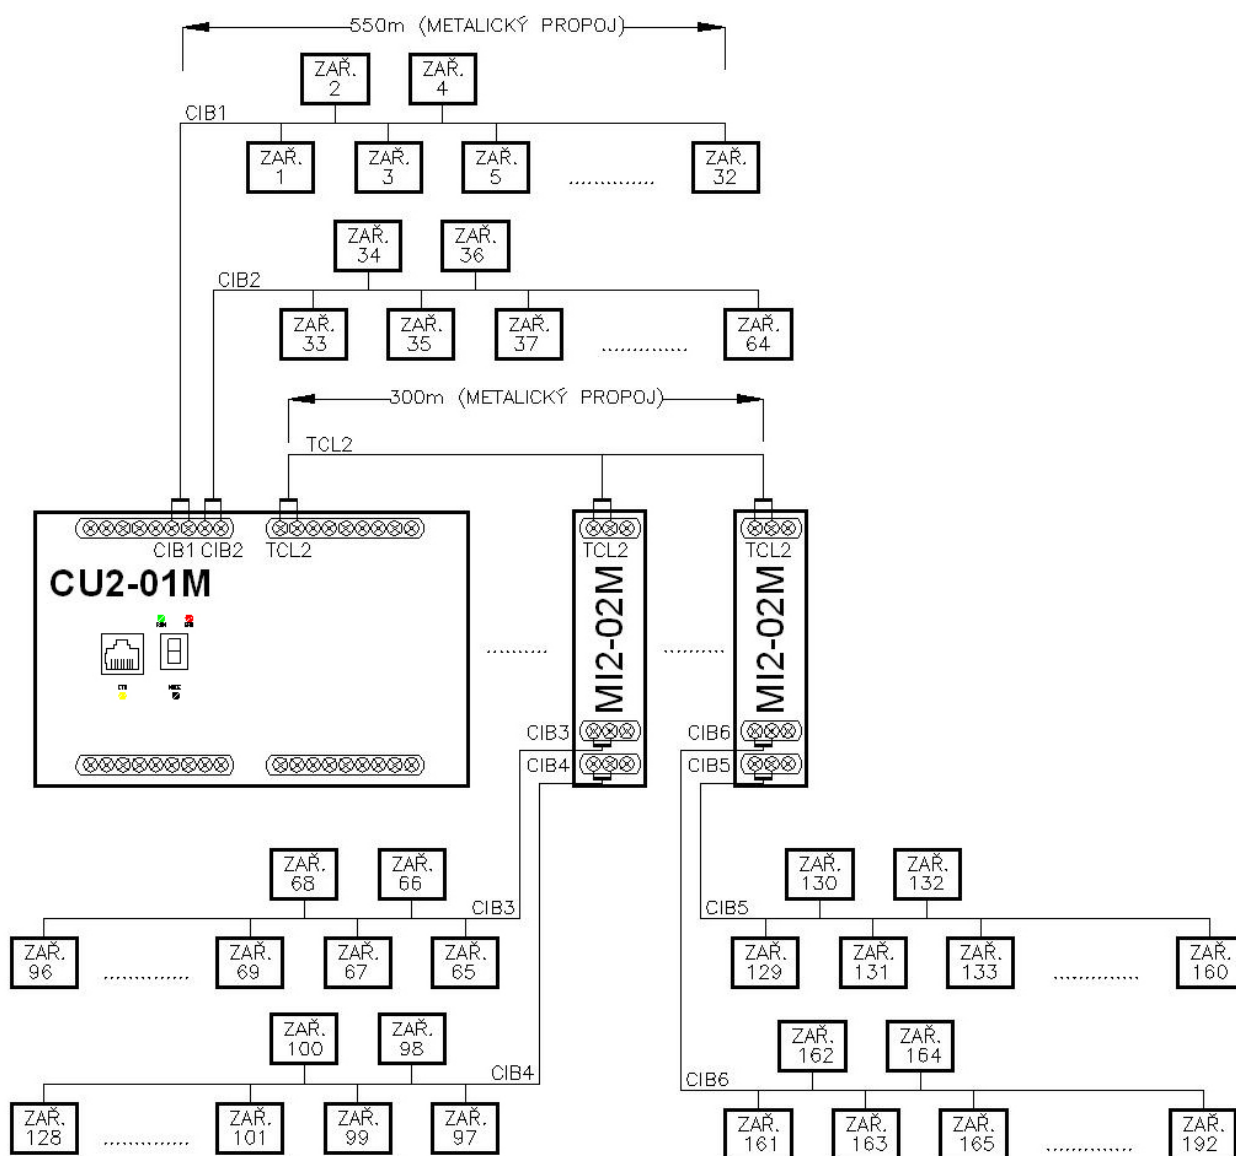 550m (METALICKÝ PROPOJ)
ZAŘ.
2
ZAŘ.
4
CIB1
ZAŘ.
1
ZAŘ.
3
ZAŘ.
5
ZAŘ.
32
ZAŘ.
34
ZAŘ.
36
CIB2
ZAŘ.
33
ZAŘ.
35
ZAŘ.
37
ZAŘ.
64
300m (METALICKÝ PROPOJ)
TCL2
CIB1 CIB2 TCL2
TCL2
TCL2
CU2-01M
MI2-02M
MI2-02M
CIB3
CIB4
CIB6
CIB5
ZAŘ.
68
ZAŘ.
66
CIB3
ZAŘ.
96
ZAŘ.
69
ZAŘ.
67
ZAŘ.
65
ZAŘ.
130
ZAŘ.
132
CIB5
ZAŘ.
129
ZAŘ.
131
ZAŘ.
133
ZAŘ.
160
ZAŘ.
100
ZAŘ.
98
CIB4
ZAŘ.
128
ZAŘ.
101
ZAŘ.
99
ZAŘ.
97
ZAŘ.
162
ZAŘ.
164
CIB6
ZAŘ.
161
ZAŘ.
163
ZAŘ.
165
ZAŘ.
192